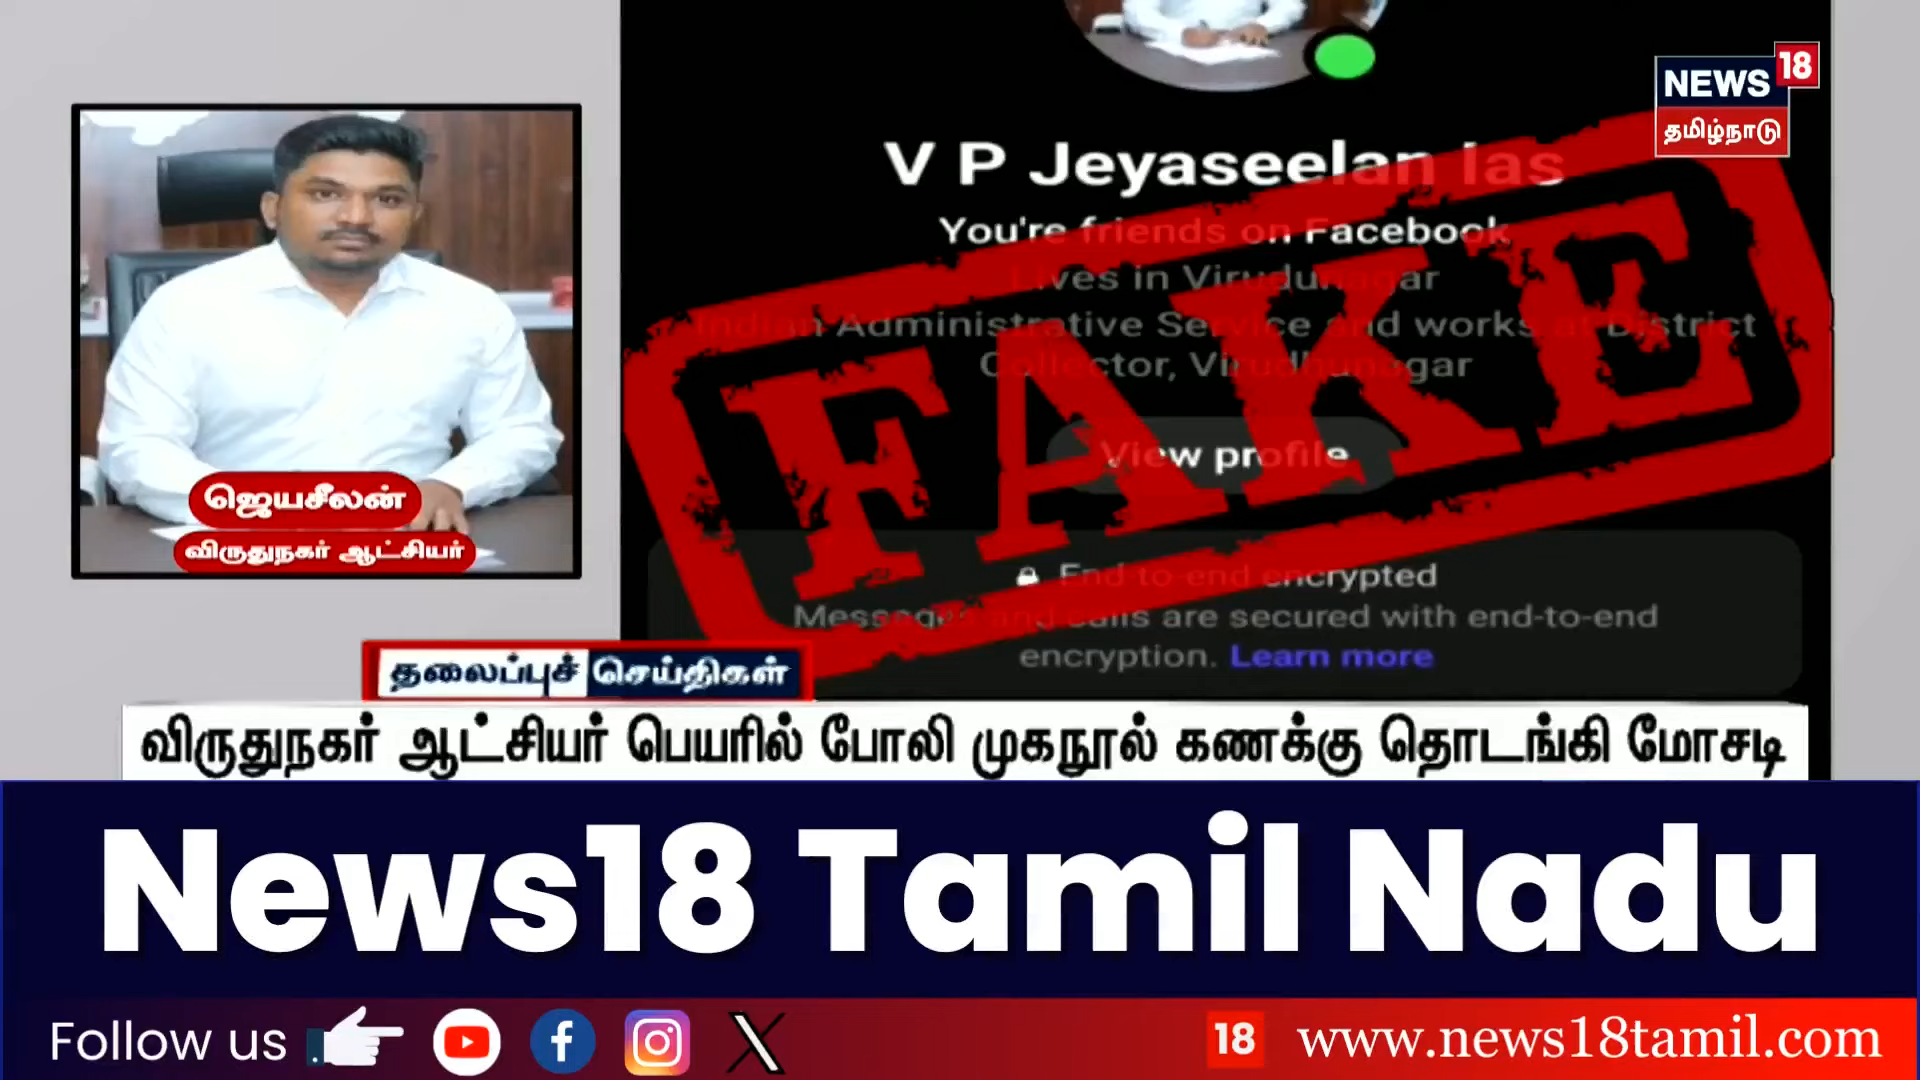 NEWS 18
தமிழ்நாடு
V P Jeyaseelan Ias
You're friends on Facebook
Lives in Virudunagar
Indian Administrative Service and works at District
Collector, Virudhunagar
View profile
FAKE
End-to-end encrypted
Messages and calls are secured with end-to-end
encryption. Learn more
ஜெயசீலன்
விருதுநகர் ஆட்சியர்
தலைப்புச் செய்திகள்
விருதுநகர் ஆட்சியர் பெயரில் போலி முகநூல் கணக்கு தொடங்கி மோசடி
News18 Tamil Nadu
Follow us
18 www.news18tamil.com